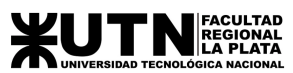 UTN
FACULTAD
REGIONAL
LA PLATA
UNIVERSIDAD TECNOLÓGICA NACIONAL